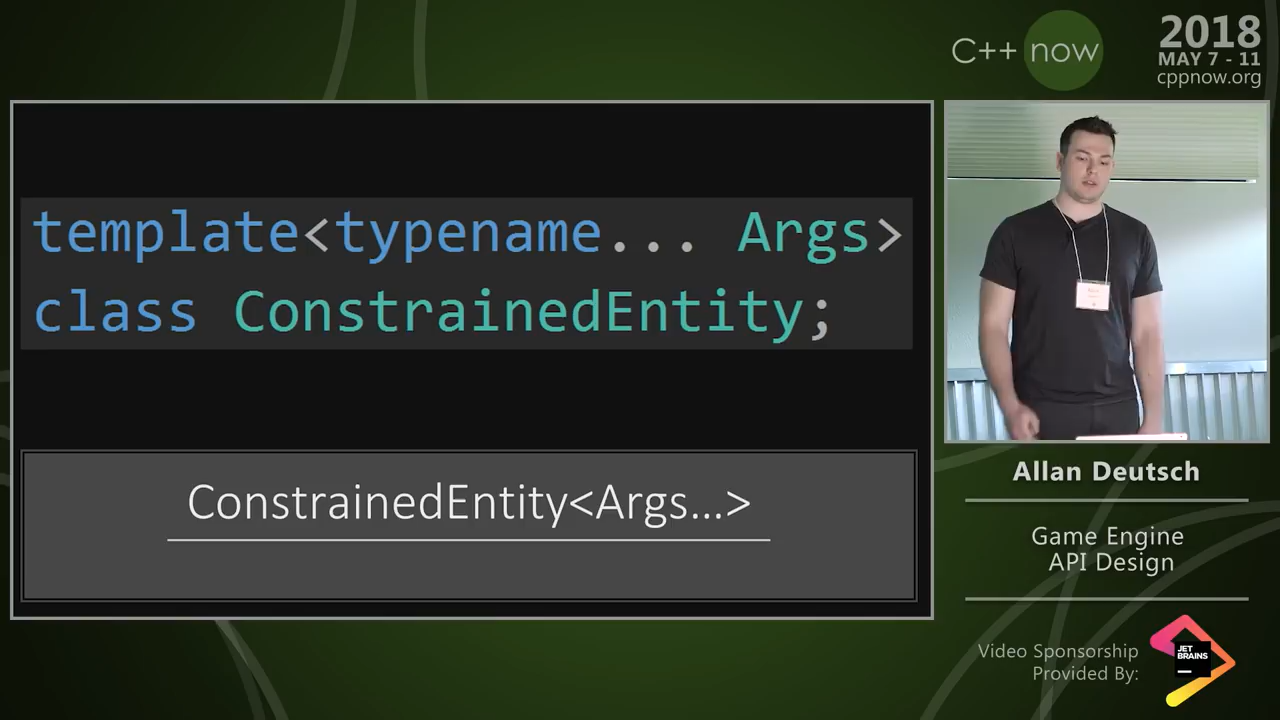 C++ now
2018
MAY 7 - 11
cppnow.org
template<typename... Args>
class ConstrainedEntity;
ConstrainedEntity<Args...>
Allan Deutsch
Game Engine
API Design
Video Sponsorship
Provided By:
JET
BRAINS